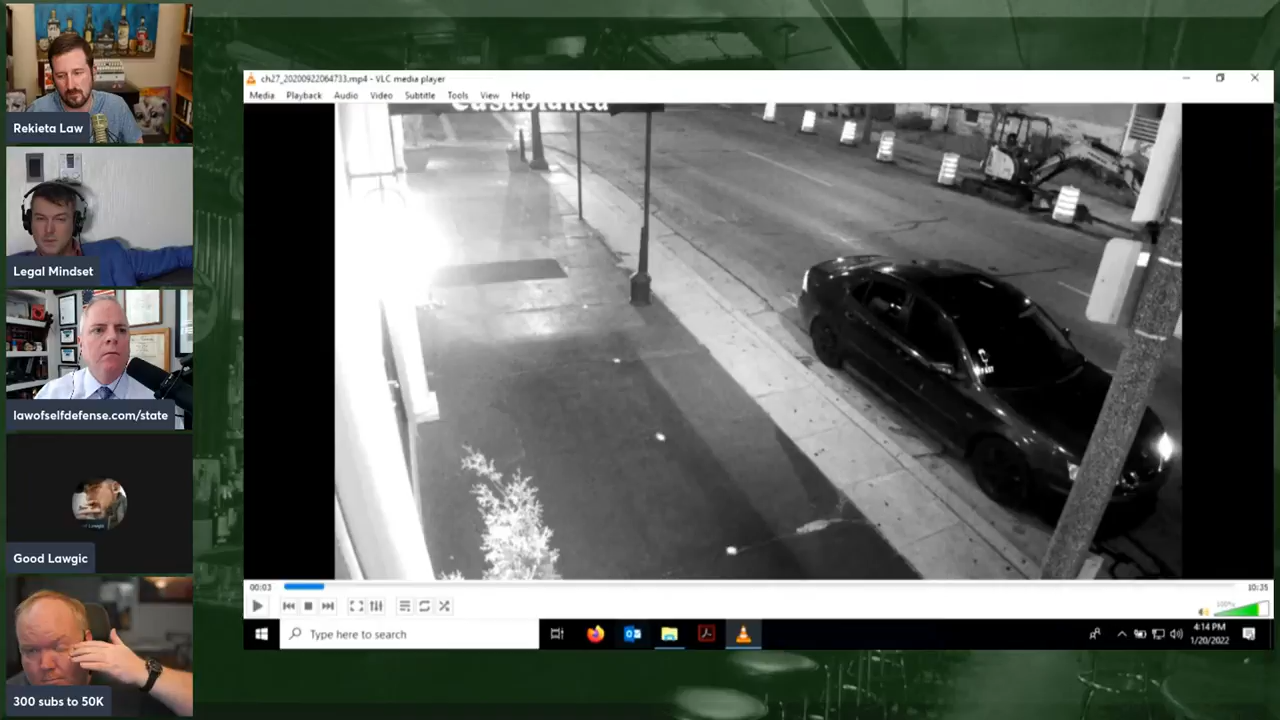 Rekieta Law
Legal Mindset
lawofselfdefense.com/state
Good Lawgic
300 subs to 50K
ch27_20200922064733.mp4 - VLC media player
Media Playback Audio Video Subtitle Tools View Help
Casablanca
00:03
10:35
100%
Type here to search
4:14 PM
1/20/2022